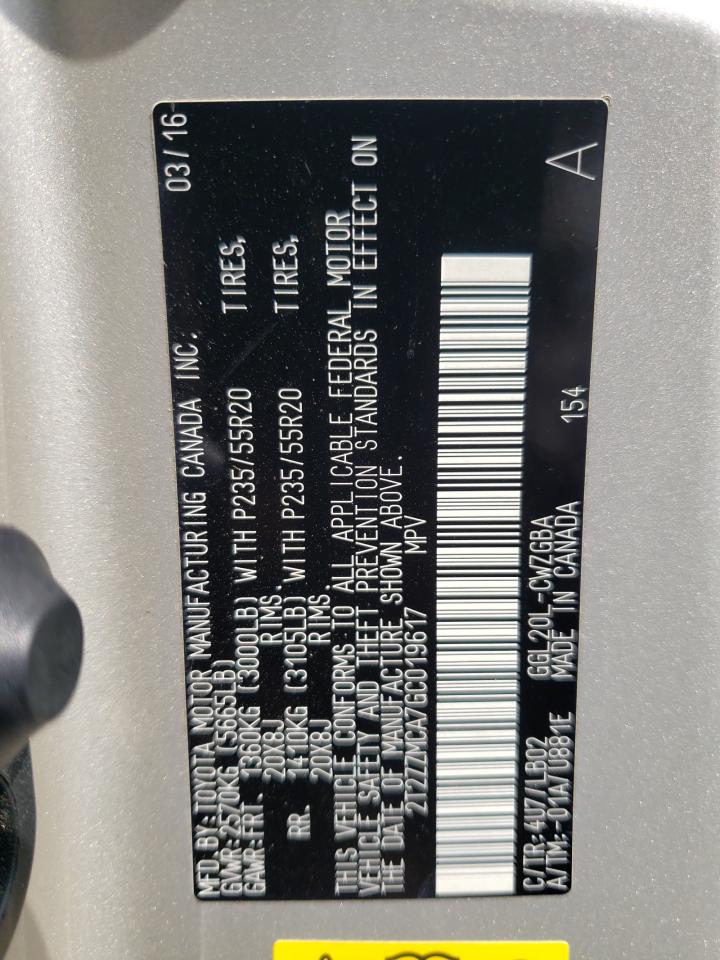 MFD BY:TOYOTA MOTOR MANUFACTURING CANADA INC. 03/16
GVWR:2570KG (5665LB)
GAWR:FRT. 1360KG (3000LB) WITH P235/55R20 TIRES,
20X8J RIMS.
RR. 1410KG (3105LB) WITH P235/55R20 TIRES,
20X8J RIMS
THIS VEHICLE CONFORMS TO ALL APPLICABLE FEDERAL MOTOR
VEHICLE SAFETY AND THEFT PREVENTION STANDARDS IN EFFECT ON
THE DATE OF MANUFACTURE SHOWN ABOVE.
2T2ZZMCA7GC019617 MPV
C/TR:4U7/LB02 GGL20L-CWZGBA
A/TM:-01A/U881E MADE IN CANADA 154 A